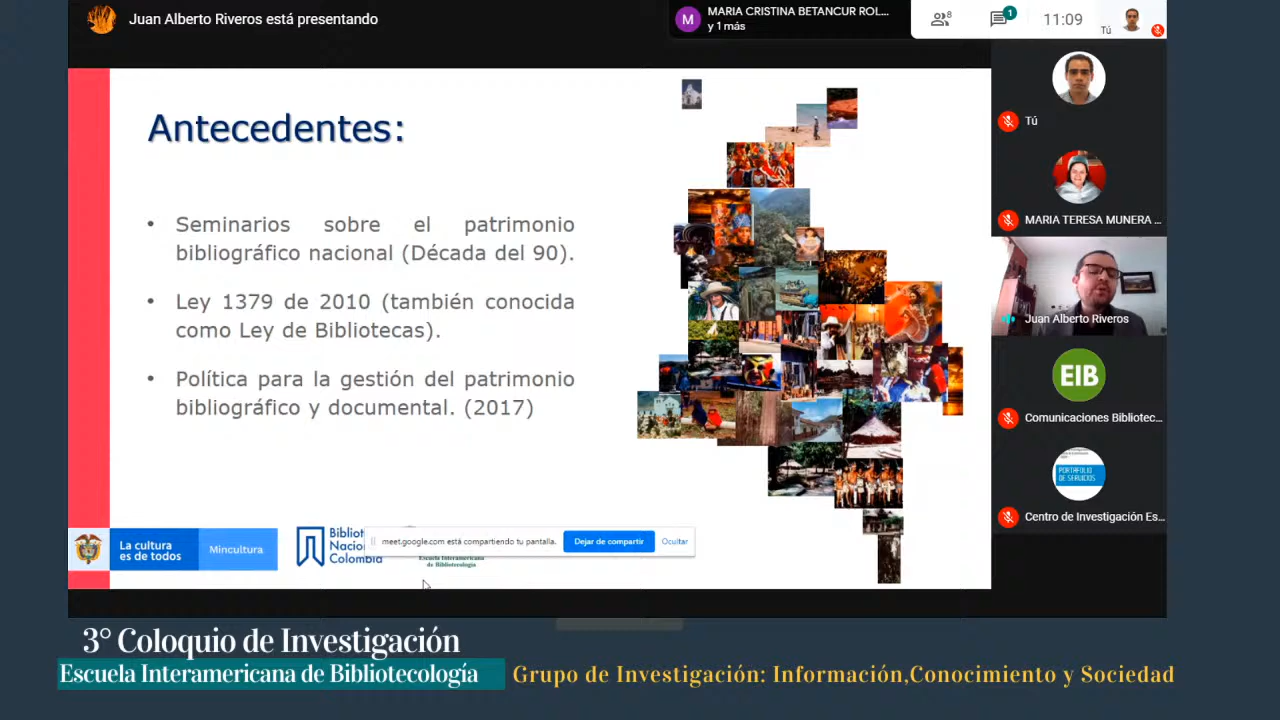 Juan Alberto Riveros está presentando
M
MARIA CRISTINA BETANCUR ROL...
y 1 más
8
1
11:09
Tú
Antecedentes:
• Seminarios sobre el patrimonio
bibliográfico nacional (Década del 90).
• Ley 1379 de 2010 (también conocida
como Ley de Bibliotecas).
• Política para la gestión del patrimonio
bibliográfico y documental. (2017)
Tú
MARIA TERESA MUNERA ...
Juan Alberto Riveros
EIB
Comunicaciones Bibliotec...
PORTAFOLIO
DE SERVICIOS
Centro de Investigación Es...
La cultura
es de todos
Mincultura
Bibliot
Nacio
Colombia
meet.google.com está compartiendo tu pantalla.
Dejar de compartir
Ocultar
Escuela Interamericana
de Bibliotecología
3° Coloquio de Investigación
Escuela Interamericana de Bibliotecología
Grupo de Investigación: Información,Conocimiento y Sociedad